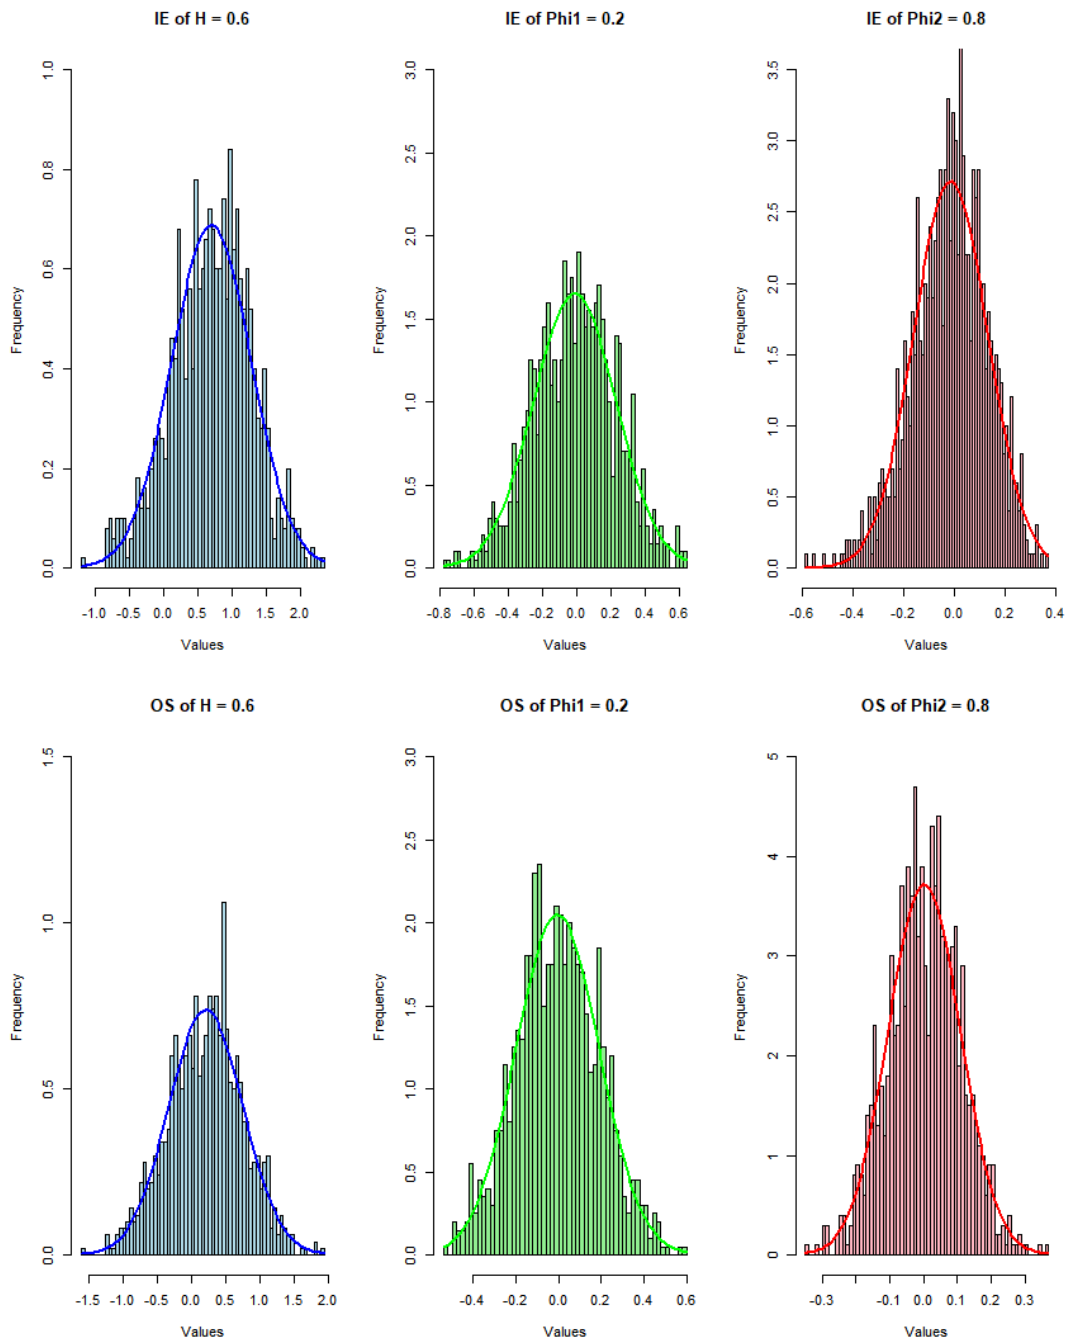 IE of H = 0.6
IE of Phi1 = 0.2
IE of Phi2 = 0.8
Frequency
0.0 0.2 0.4 0.6 0.8 1.0
-1.0 -0.5 0.0 0.5 1.0 1.5 2.0
Values
Frequency
0.0 0.5 1.0 1.5 2.0 2.5 3.0
-0.8 -0.6 -0.4 -0.2 0.0 0.2 0.4 0.6
Values
Frequency
0.0 0.5 1.0 1.5 2.0 2.5 3.0 3.5
-0.6 -0.4 -0.2 0.0 0.2 0.4
Values
OS of H = 0.6
OS of Phi1 = 0.2
OS of Phi2 = 0.8
Frequency
0.0 0.5 1.0 1.5
-1.5 -1.0 -0.5 0.0 0.5 1.0 1.5 2.0
Values
Frequency
0.0 0.5 1.0 1.5 2.0 2.5 3.0
-0.4 -0.2 0.0 0.2 0.4 0.6
Values
Frequency
0 1 2 3 4 5
-0.3 -0.1 0.0 0.1 0.3
Values